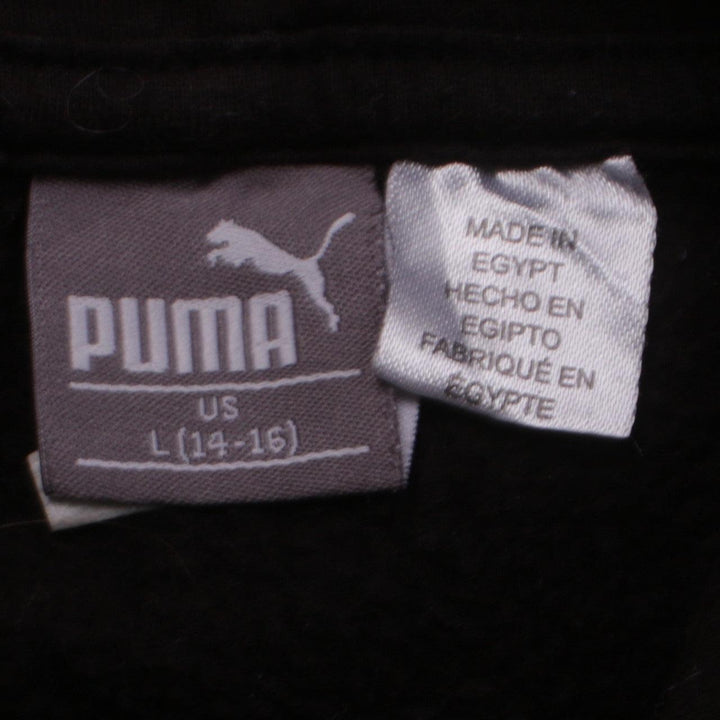 PUMA
US
L (14-16)
MADE IN
EGYPT
HECHO EN
EGIPTO
FABRIQUÉ EN
ÉGYPTE